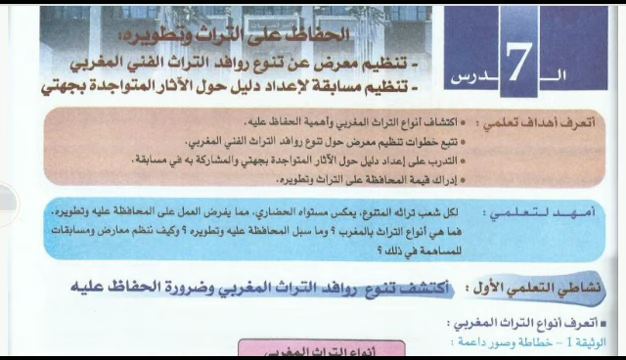 الـدرس 7
الحفاظ على التراث وتطويره:
- تنظيم معرض عن تنوع روافد التراث الفني المغربي
- تنظيم مسابقة لإعداد دليل حول الآثار المتواجدة بجهتي
أتعرف أهداف تعلمي :
• اكتشاف أنواع التراث المغربي وأهمية الحفاظ عليه.
• تتبع خطوات تنظيم معرض حول تنوع روافد التراث الفني المغربي.
• التدرب على إعداد دليل حول الآثار المتواجدة بجهتي والمشاركة به في مسابقة.
• إدراك قيمة المحافظة على التراث وتطويره.
أمهد لتعلمي :
لكل شعب تراثه المتنوع، يعكس مستواه الحضاري، مما يفرض العمل على المحافظة عليه وتطويره.
فما هي أنواع التراث بالمغرب ؟ وما سبل المحافظة عليه وتطويره ؟ وكيف ننظم معارض ومسابقات
للمساهمة في ذلك ؟
نشاطي التعلمي الأول : أكتشف تنوع روافد التراث المغربي وضرورة الحفاظ عليه
▪ أتعرف أنواع التراث المغربي :
الوثيقة 1 - خطاطة وصور داعمة :
أنواع التراث المغربي